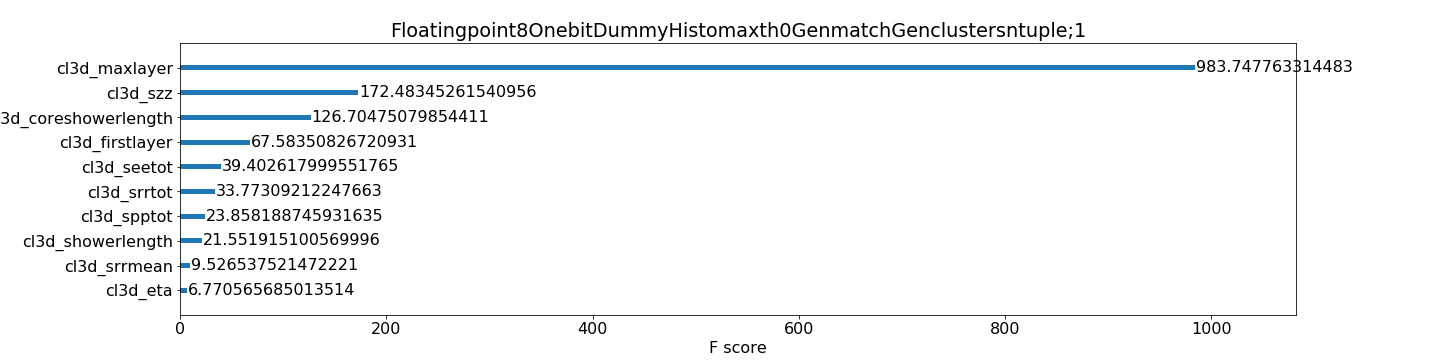 Floatingpoint8OnebitDummyHistomaxth0GenmatchGenclustersntuple;1
cl3d_maxlayer 983.747763314483
cl3d_szz 172.48345261540956
3d_coreshowerlength 126.70475079854411
cl3d_firstlayer 67.58350826720931
cl3d_seetot 39.402617999551765
cl3d_srrtot 33.77309212247663
cl3d_spptot 23.858188745931635
cl3d_showerlength 21.551915100569996
cl3d_srrmean 9.526537521472221
cl3d_eta 6.770565685013514
0 200 400 600 800 1000
F score